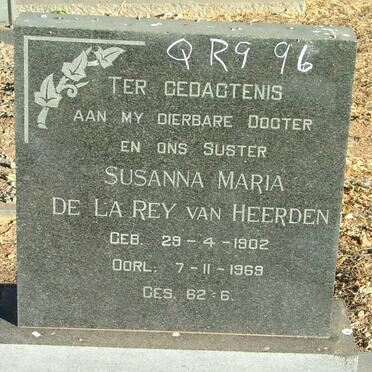 QR9 96
TER GEDAGTENIS
AAN MY DIERBARE DOGTER
EN ONS SUSTER
SUSANNA MARIA
DE LA REY VAN HEERDEN
GEB. 29-4-1902
OORL. 7-11-1969
GES. 62:6.